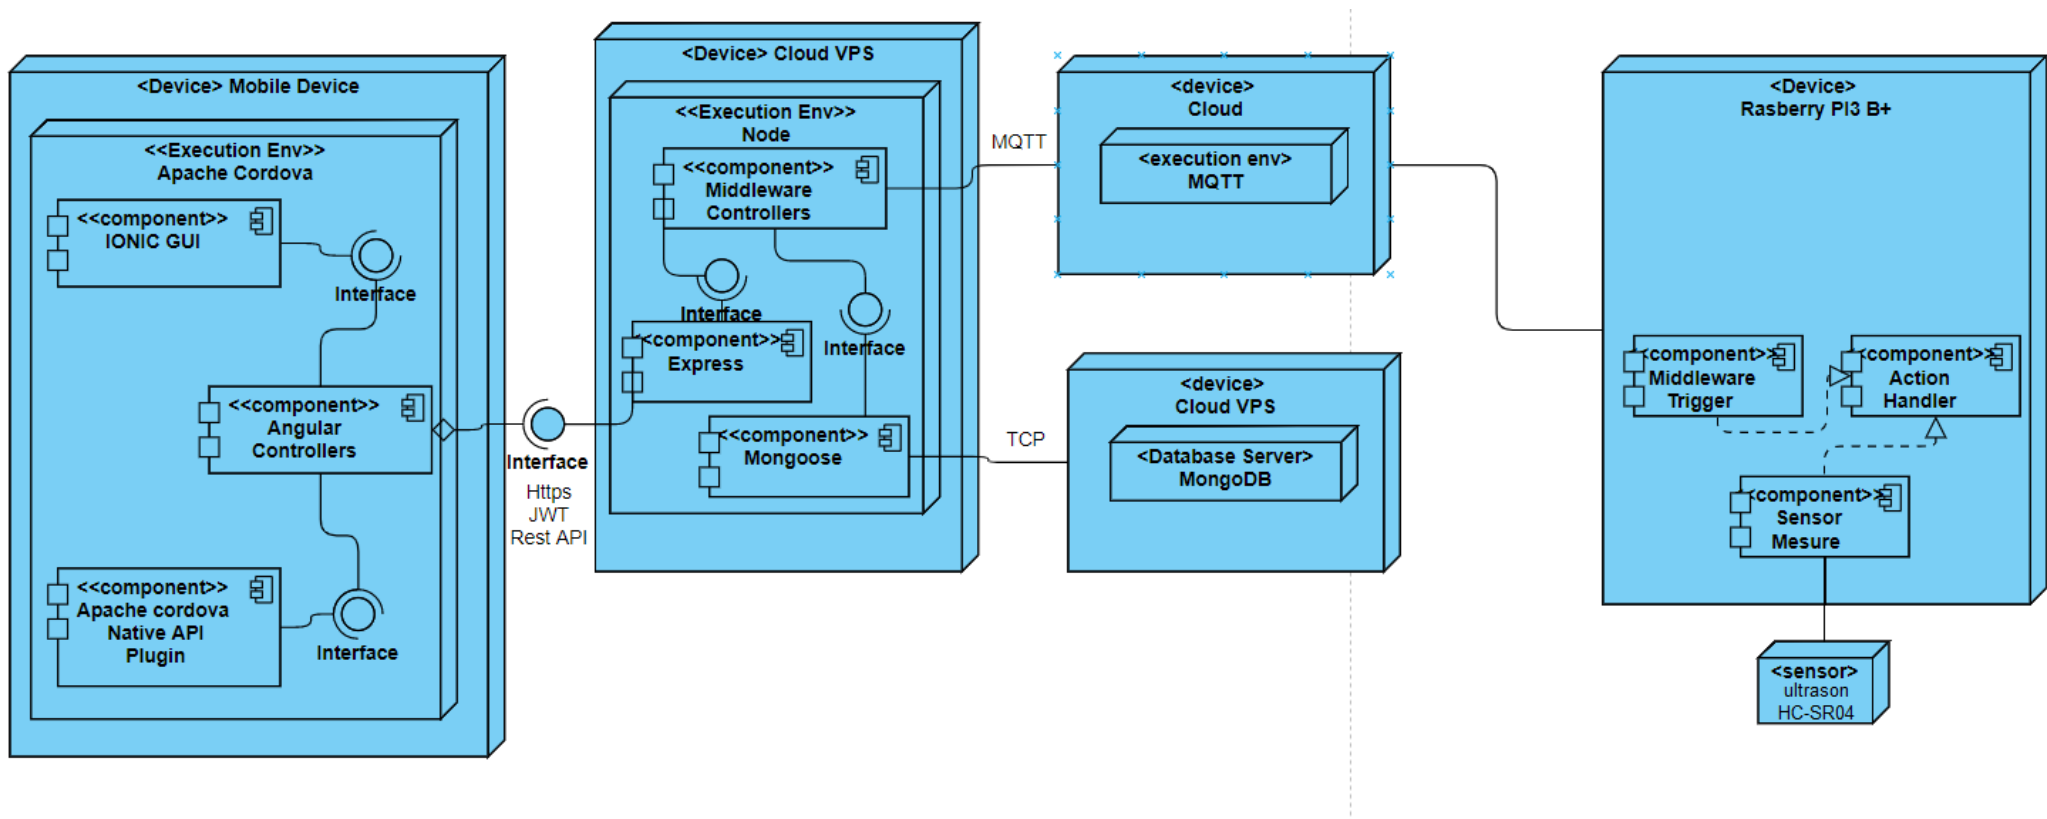 <Device> Mobile Device
<<Execution Env>>
Apache Cordova
<<component>>
IONIC GUI
Interface
<<component>>
Angular
Controllers
<<component>>
Apache cordova
Native API
Plugin
Interface
Interface
Https
JWT
Rest API
<Device> Cloud VPS
<<Execution Env>>
Node
<<component>>
Middleware
Controllers
Interface
<<component>>
Express
Interface
<<component>>
Mongoose
MQTT
<device>
Cloud
<execution env>
MQTT
TCP
<device>
Cloud VPS
<Database Server>
MongoDB
<Device>
Rasberry PI3 B+
<<component>>
Middleware
Trigger
<<component>>
Action
Handler
<<component>>
Sensor
Mesure
<sensor>
ultrason
HC-SR04